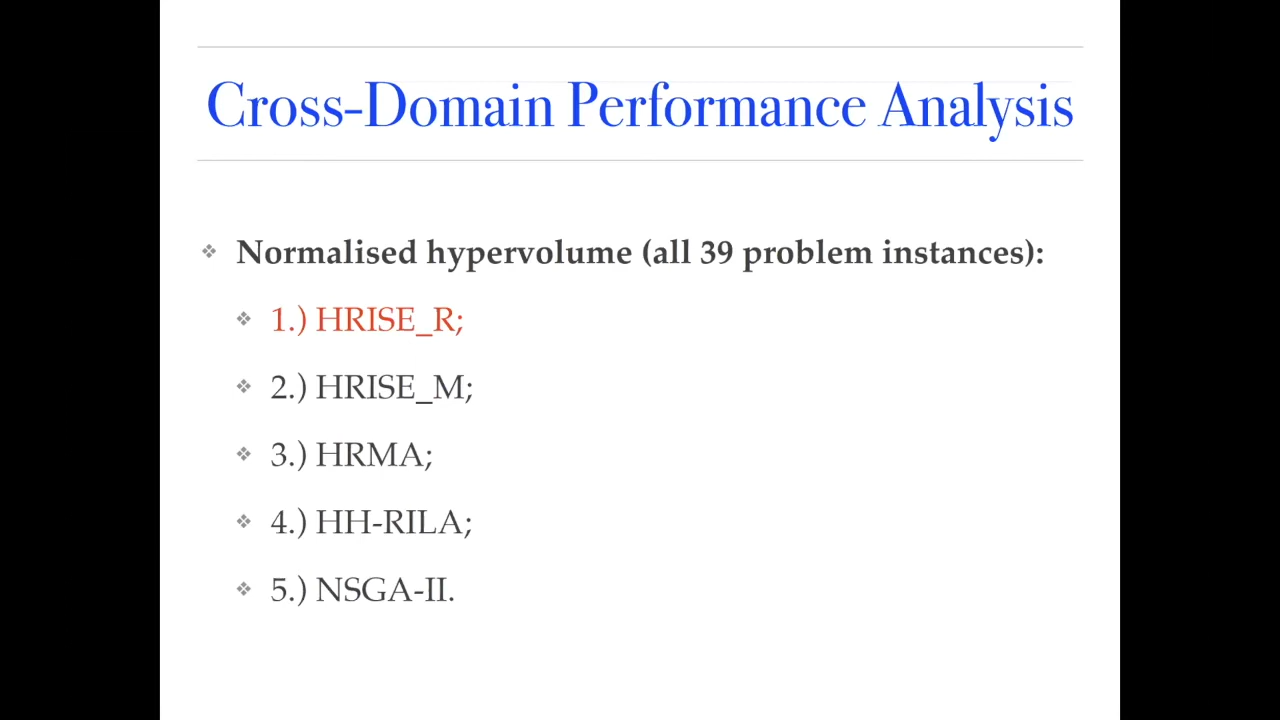 Cross-Domain Performance Analysis
Normalised hypervolume (all 39 problem instances):
1.) HRISE_R;
2.) HRISE_M;
3.) HRMA;
4.) HH-RILA;
5.) NSGA-II.